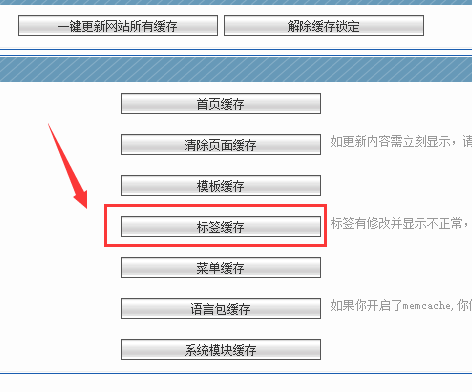 一键更新网站所有缓存 解除缓存锁定
首页缓存
清除页面缓存 如更新内容需立刻显示，请
模板缓存
标签缓存 标签有修改并显示不正常，
菜单缓存
语言包缓存 如果你开启了memcache,你
系统模块缓存